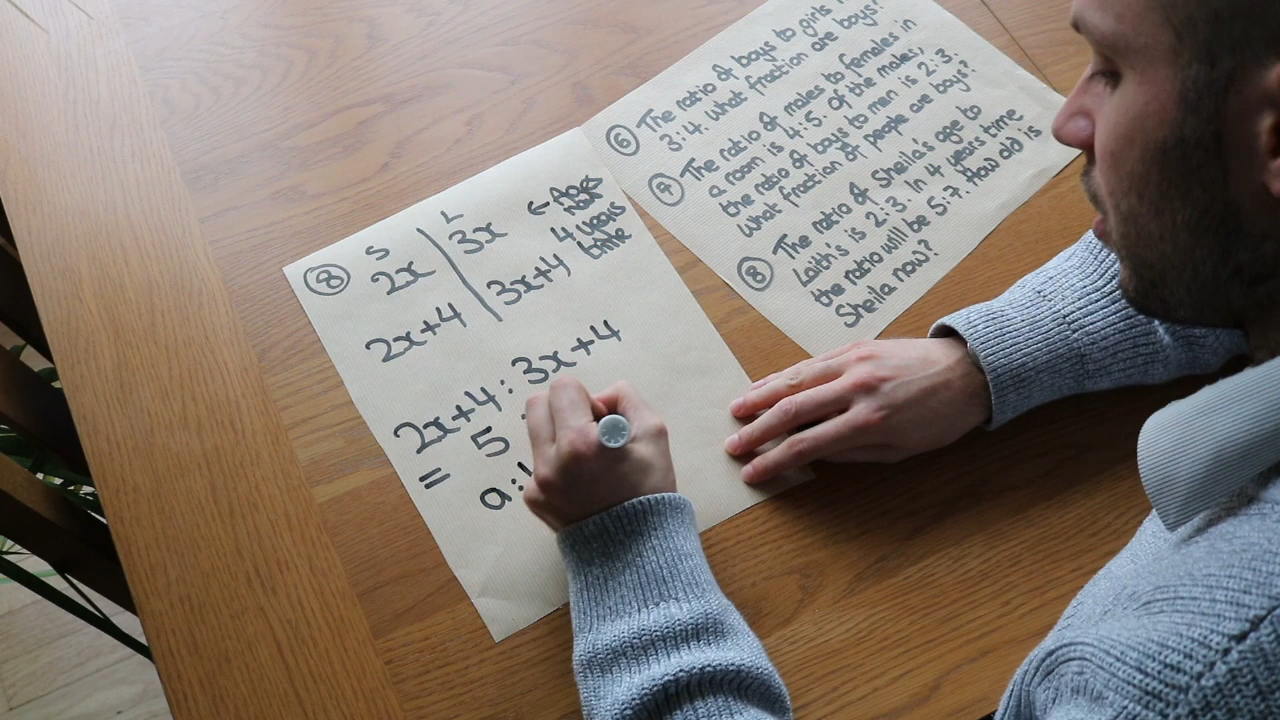 ⑧ S L
2x 3x ← Ages
now
2x+4 3x+4 4 years
time
2x+4 : 3x+4
= 5
a:
⑥ The ratio of boys to girls
3:4. What fraction are boys?
⑦ The ratio of males to females in
a room is 4:5. Of the males,
the ratio of boys to men is 2:3.
What fraction of people are boys?
⑧ The ratio of Sheila's age to
Laith's is 2:3. In 4 years time
the ratio will be 5:7. How old is
Sheila now?